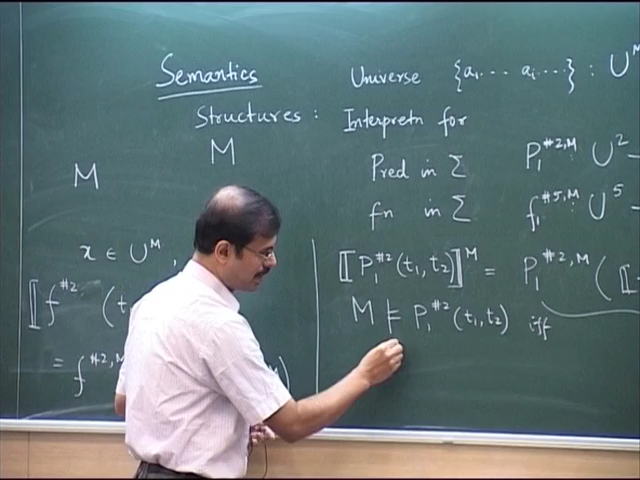 Semantics Universe {a₁ ... aᵢ ...} : Uᴹ
Structures : Interpretn for
M M Pred in Σ P₁^{#2,M} : U²
fn in Σ f₁^{#5,M} : U⁵ –
x ∈ Uᴹ ,
⟦f^{#2} (t
= f^{#2,M} )
⟦P₁^{#2}(t₁,t₂)⟧ᴹ = P₁^{#2,M} (⟦
M ⊨ P₁^{#2}(t₁,t₂) iff